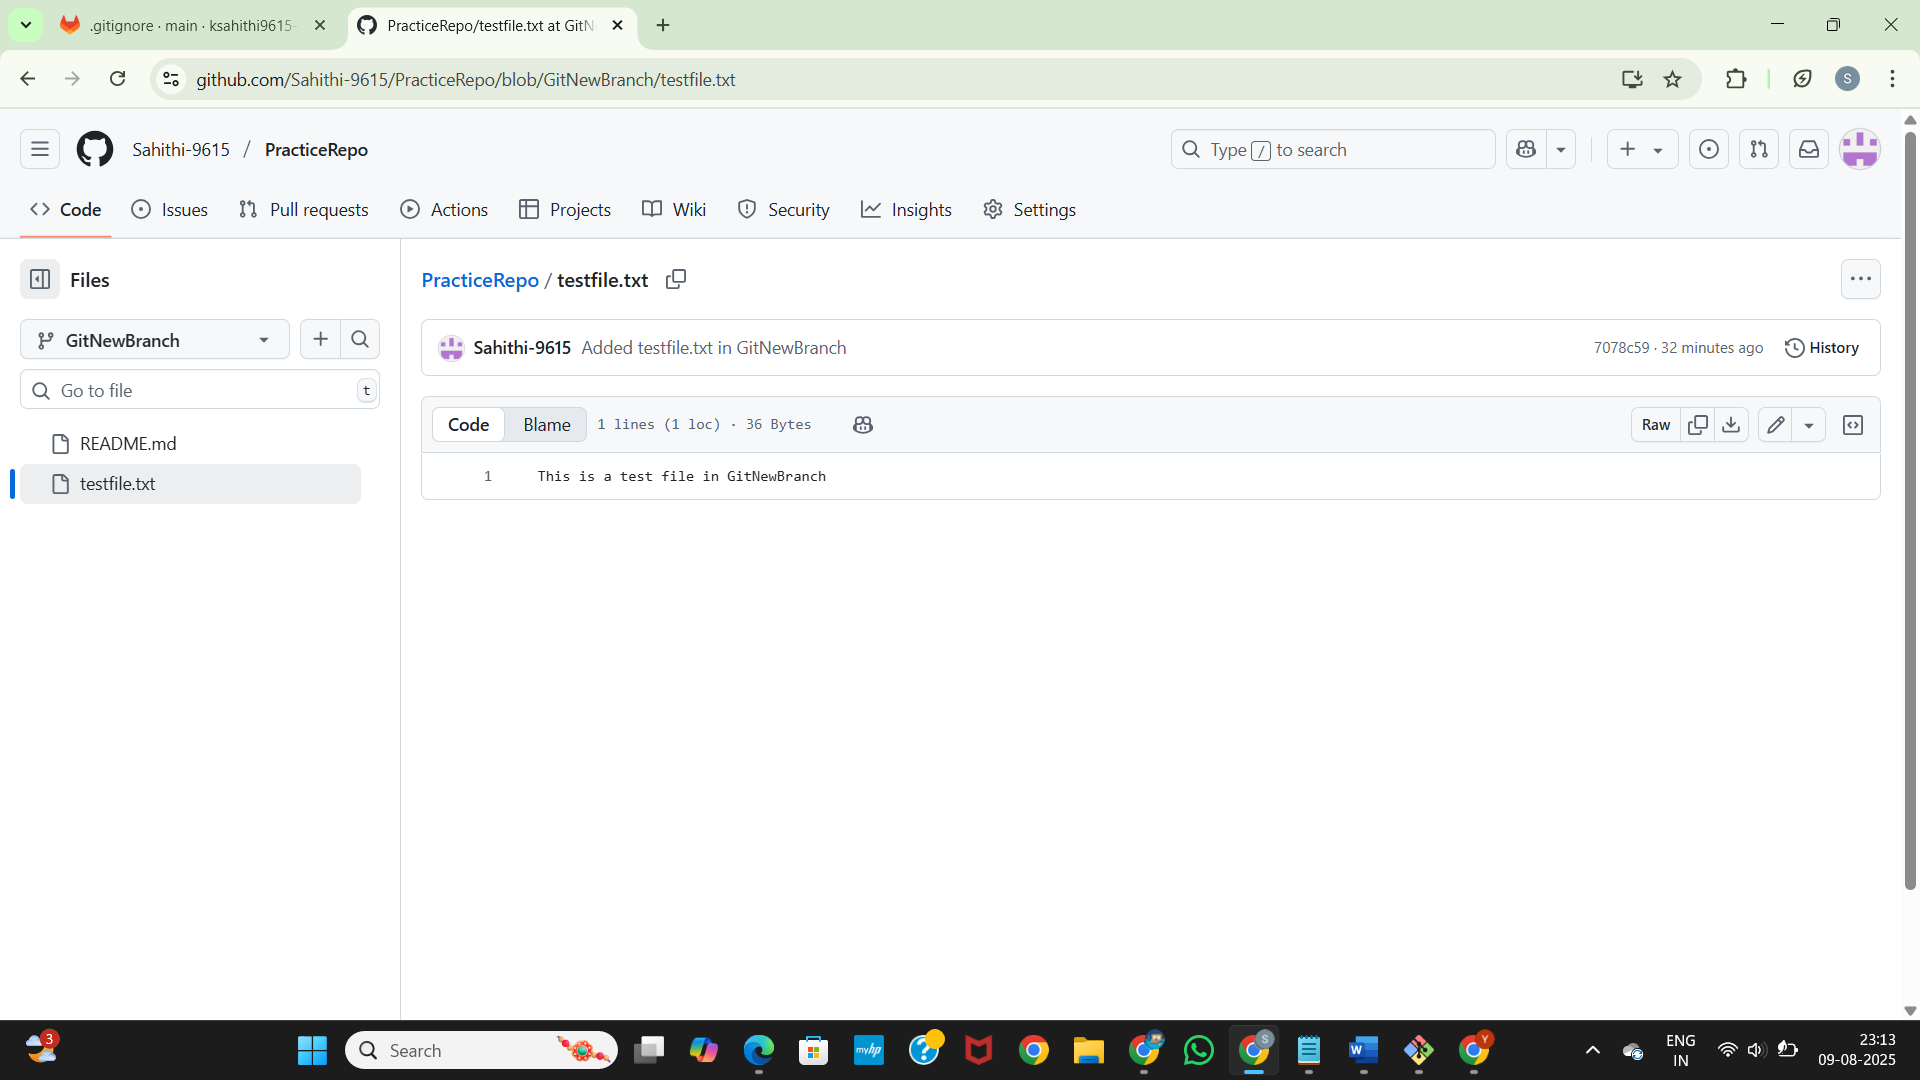 .gitignore · main · ksahithi9615-
PracticeRepo/testfile.txt at GitN
github.com/Sahithi-9615/PracticeRepo/blob/GitNewBranch/testfile.txt
S
Sahithi-9615 / PracticeRepo
Type / to search
Code
Issues
Pull requests
Actions
Projects
Wiki
Security
Insights
Settings
Files
GitNewBranch
Go to file
t
README.md
testfile.txt
PracticeRepo / testfile.txt
Sahithi-9615 Added testfile.txt in GitNewBranch
7078c59 · 32 minutes ago
History
Code
Blame
1 lines (1 loc) · 36 Bytes
Raw
1 This is a test file in GitNewBranch
3
Search
myhp
S
W
Y
ENG
IN
23:13
09-08-2025